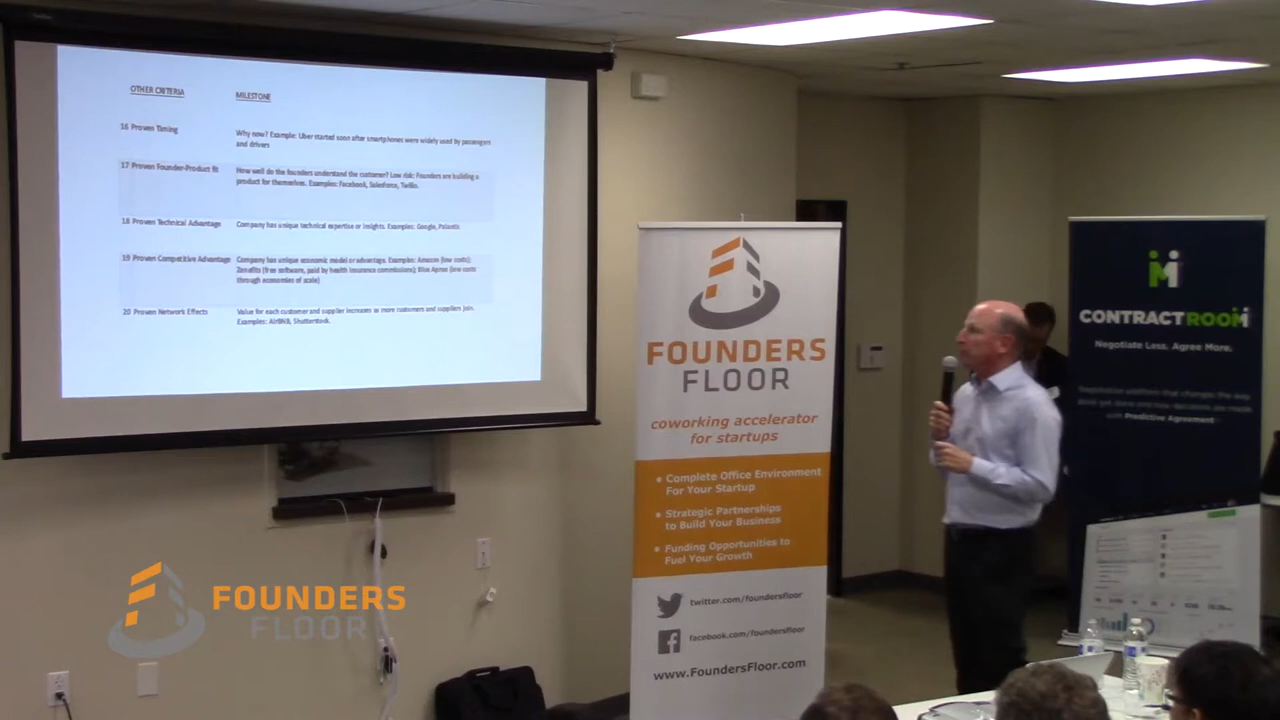 OTHER CRITERIA
MILESTONE
16 Proven Timing
Why now? Example: Uber started soon after smartphones were widely used by passengers
and drivers
17 Proven Founder-Product fit
How well do the founders understand the customer? Low risk: Founders are building a
product for themselves. Examples: Facebook, Salesforce, Twilio.
18 Proven Technical Advantage
Company has unique technical expertise or insights. Examples: Google, Palantir.
19 Proven Competitive Advantage
Company has unique economic model or advantage. Examples: Amazon (low costs);
Zenefits (free software, paid by health insurance commissions); Blue Apron (low costs
through economies of scale)
20 Proven Network Effects
Value for each customer and supplier increases as more customers and suppliers join.
Examples: AirBNB, Shutterstock.
FOUNDERS
FLOOR
coworking accelerator
for startups
• Complete Office Environment
For Your Startup
• Strategic Partnerships
to Build Your Business
• Funding Opportunities to
Fuel Your Growth
twitter.com/foundersfloor
facebook.com/foundersfloor
www.FoundersFloor.com
CONTRACTROOM
Negotiate Less. Agree More.
Negotiation platform that changes the way
with Predictive Agreement
FOUNDERS
FLOOR